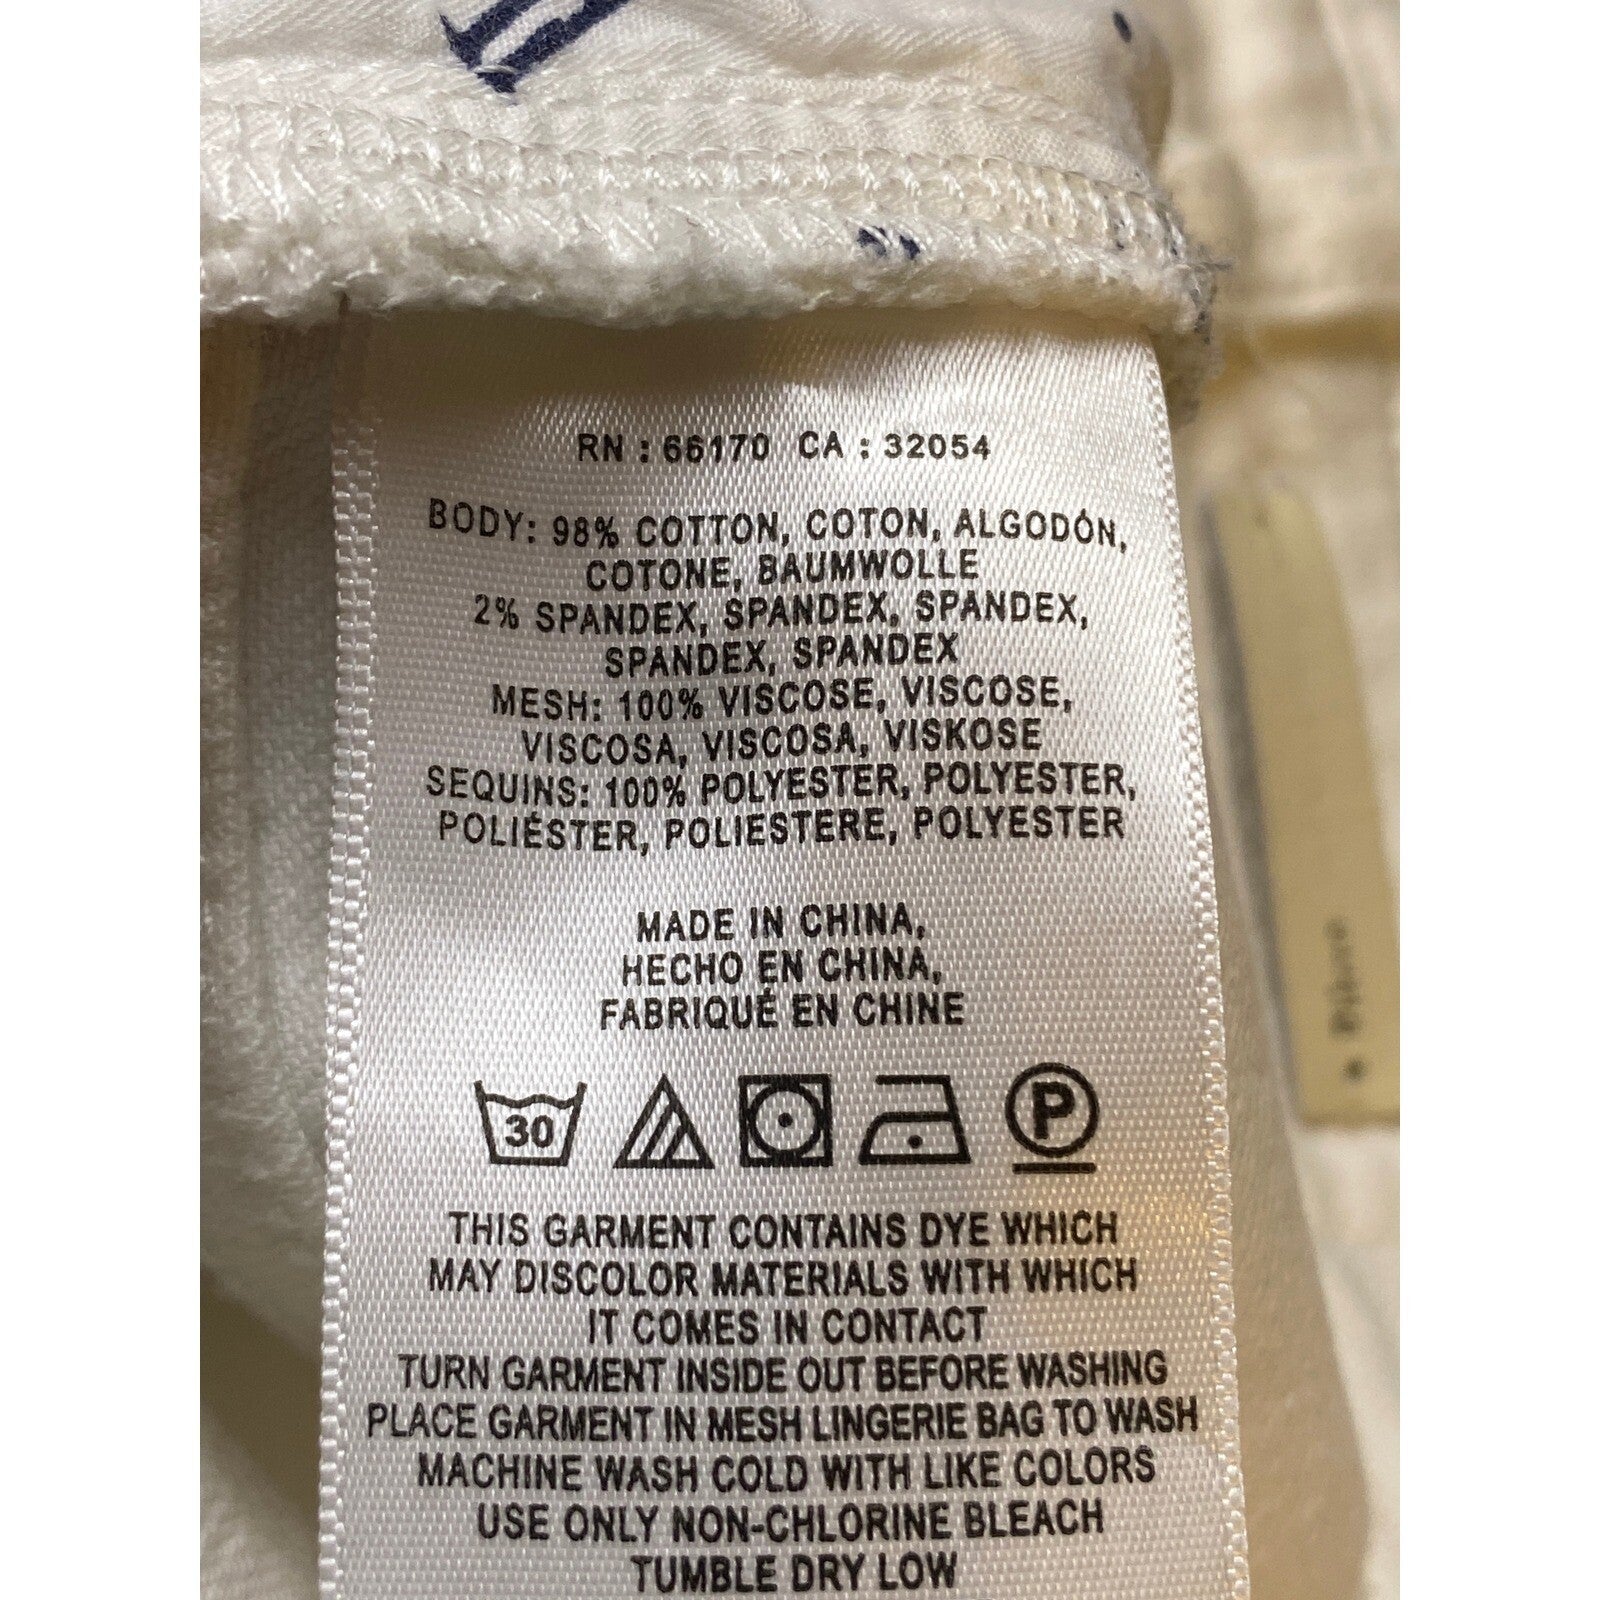 RN : 66170 CA : 32054
BODY: 98% COTTON, COTON, ALGODÓN,
COTONE, BAUMWOLLE
2% SPANDEX, SPANDEX, SPANDEX,
SPANDEX, SPANDEX
MESH: 100% VISCOSE, VISCOSE,
VISCOSA, VISCOSA, VISKOSE
SEQUINS: 100% POLYESTER, POLYESTER,
POLIÉSTER, POLIESTERE, POLYESTER
MADE IN CHINA,
HECHO EN CHINA,
FABRIQUÉ EN CHINE
30
P
THIS GARMENT CONTAINS DYE WHICH
MAY DISCOLOR MATERIALS WITH WHICH
IT COMES IN CONTACT
TURN GARMENT INSIDE OUT BEFORE WASHING
PLACE GARMENT IN MESH LINGERIE BAG TO WASH
MACHINE WASH COLD WITH LIKE COLORS
USE ONLY NON-CHLORINE BLEACH
TUMBLE DRY LOW